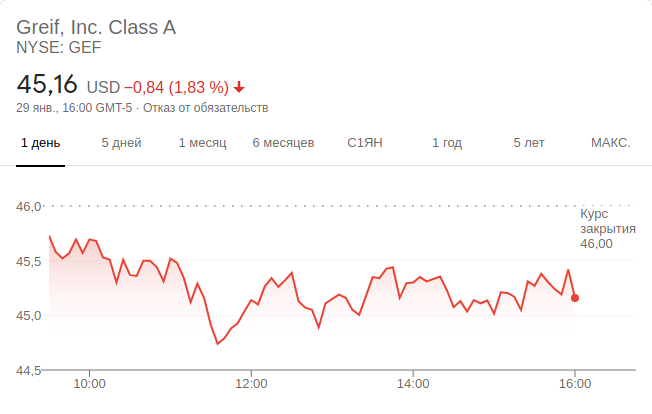 Greif, Inc. Class A
NYSE: GEF
45,16 USD −0,84 (1,83 %)
29 янв., 16:00 GMT-5 · Отказ от обязательств
1 день 5 дней 1 месяц 6 месяцев С1ЯН 1 год 5 лет МАКС.
46,0
Курс
закрытия
46,00
45,5
45,0
44,5
10:00 12:00 14:00 16:00